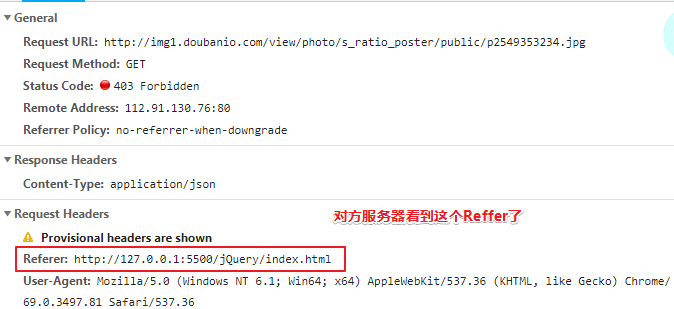 General
Request URL: http://img1.doubanio.com/view/photo/s_ratio_poster/public/p2549353234.jpg
Request Method: GET
Status Code: 403 Forbidden
Remote Address: 112.91.130.76:80
Referrer Policy: no-referrer-when-downgrade
Response Headers
Content-Type: application/json
Request Headers
对方服务器看到这个Reffer了
Provisional headers are shown
Referer: http://127.0.0.1:5500/jQuery/index.html
User-Agent: Mozilla/5.0 (Windows NT 6.1; Win64; x64) AppleWebKit/537.36 (KHTML, like Gecko) Chrome/
69.0.3497.81 Safari/537.36